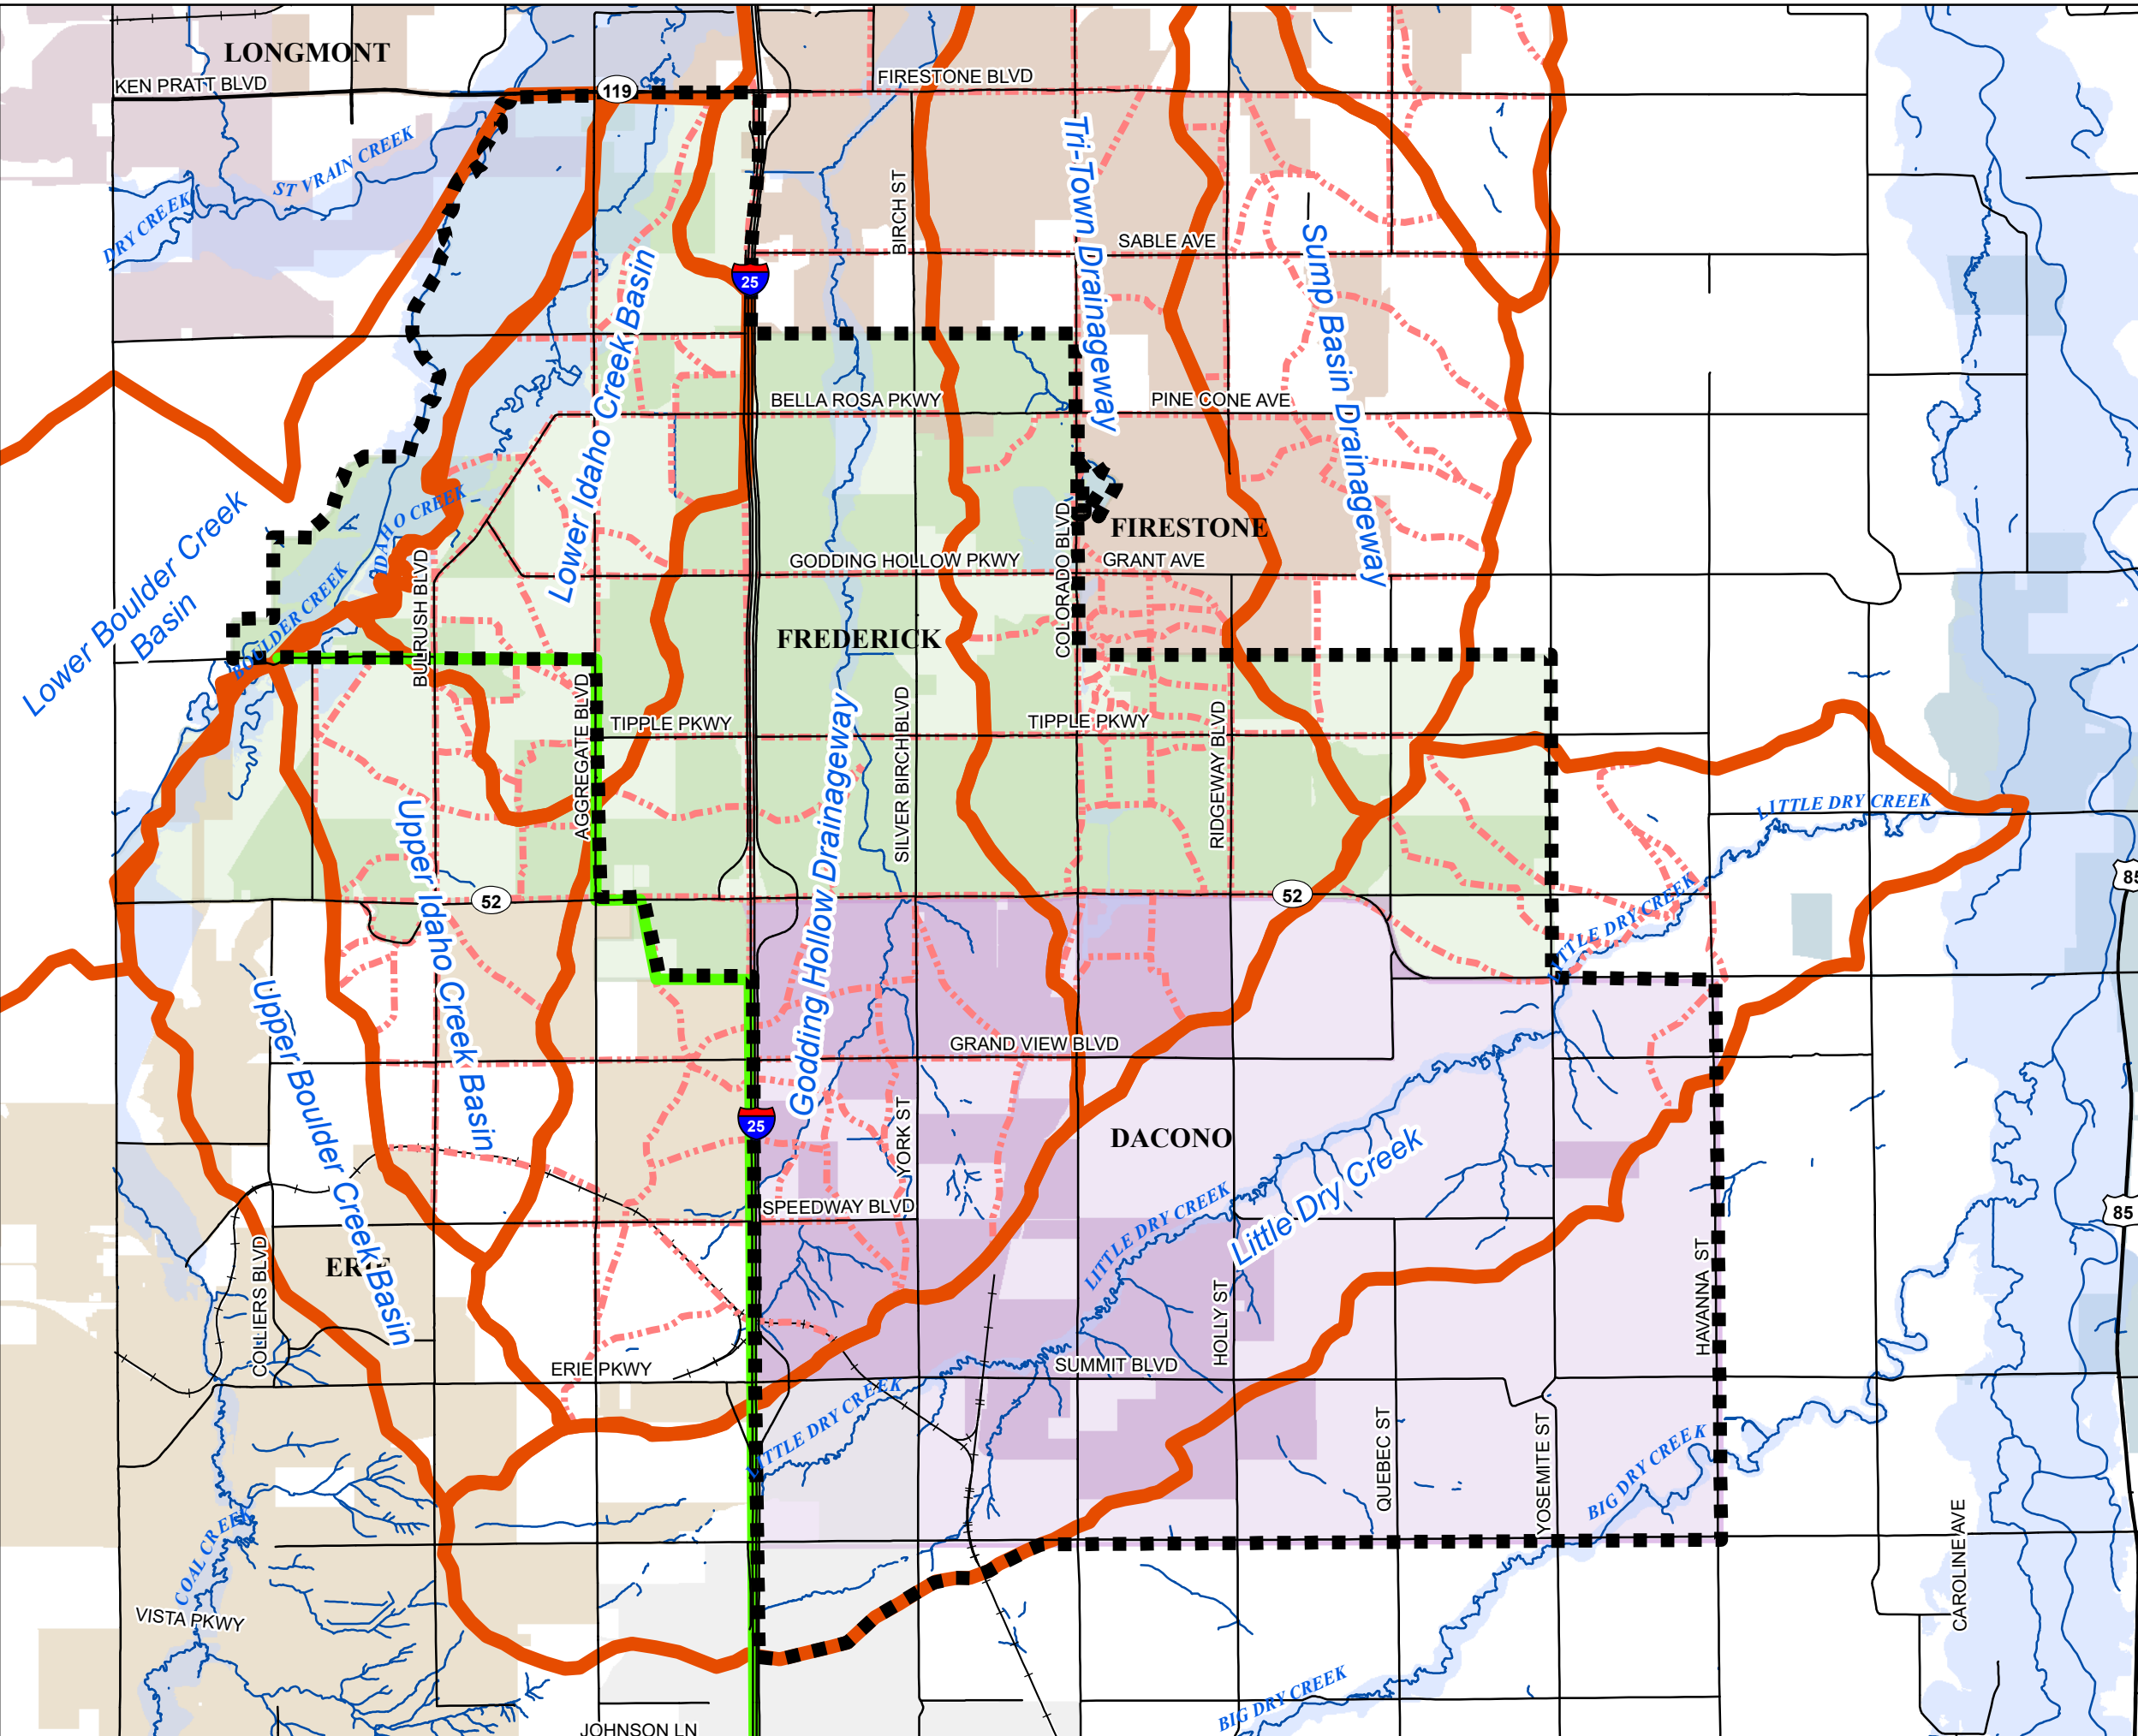 LONGMONT
KEN PRATT BLVD
119
FIRESTONE BLVD
ST VRAIN CREEK
DRY CREEK
BIRCH ST
Tri-Town Drainageway
SABLE AVE
Sump Basin Drainageway
25
Lower Idaho Creek Basin
BELLA ROSA PKWY
PINE CONE AVE
Lower Boulder Creek
Basin
IDAHO CREEK
BOULDER CREEK
BULRUSH BLVD
GODDING HOLLOW PKWY
COLORADO BLVD
FIRESTONE
GRANT AVE
FREDERICK
AGGREGATE BLVD
TIPPLE PKWY
TIPPLE PKWY
SILVER BIRCH BLVD
RIDGEWAY BLVD
Godding Hollow Drainageway
LITTLE DRY CREEK
LITTLE DRY CREEK
52
52
85
Upper Idaho Creek Basin
Upper Boulder Creek Basin
GRAND VIEW BLVD
25
YORK ST
DACONO
Little Dry Creek
LITTLE DRY CREEK
SPEEDWAY BLVD
85
COLLIERS BLVD
HOLLY ST
HAVANNA ST
ERIE PKWY
SUMMIT BLVD
LITTLE DRY CREEK
QUEBEC ST
YOSEMITE ST
BIG DRY CREEK
COAL CREEK
CAROLINE AVE
VISTA PKWY
BIG DRY CREEK
JOHNSON LN